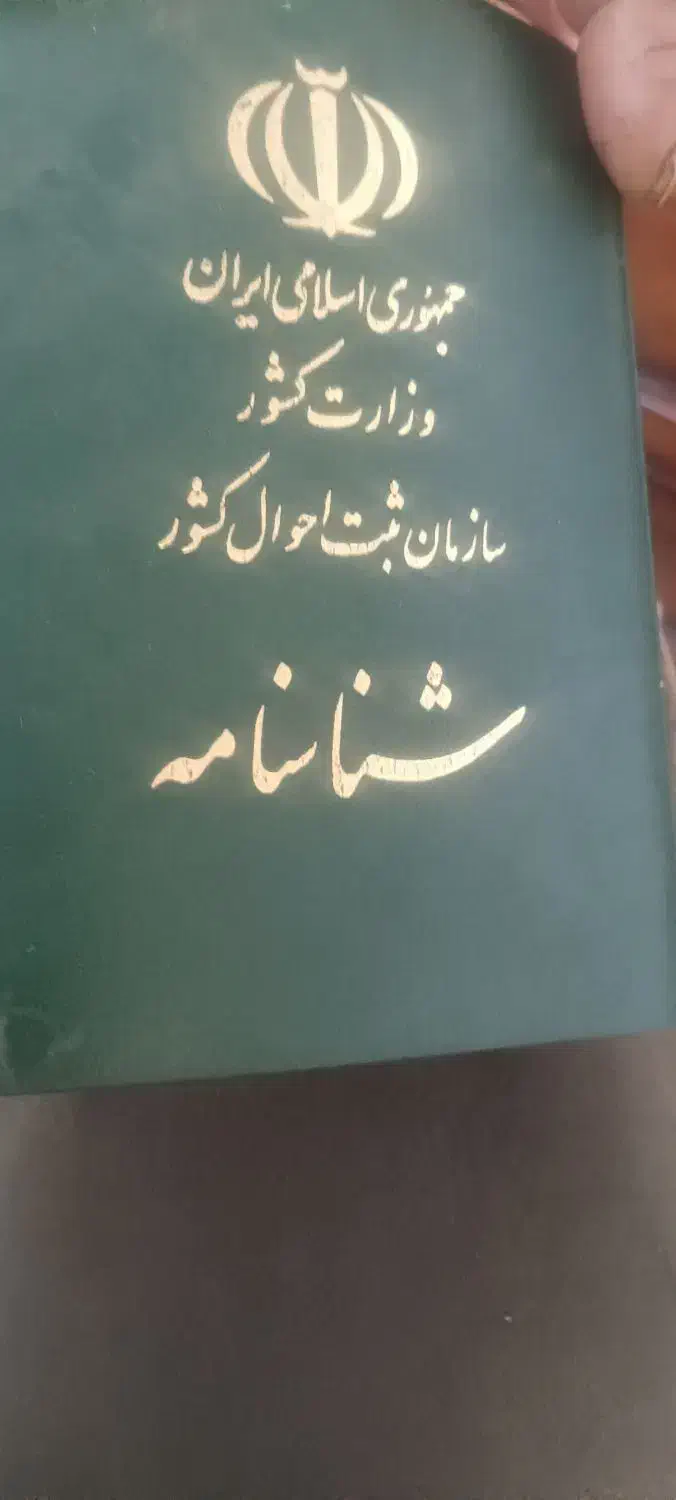 جمهوری اسلامی ایران
وزارت کشور
سازمان ثبت احوال کشور
شناسنامه